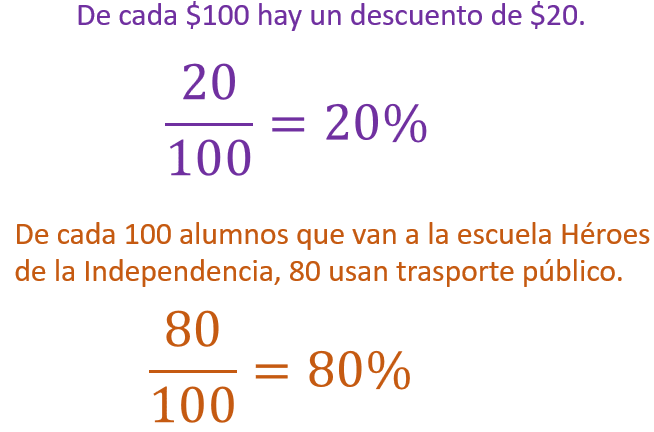 De cada $100 hay un descuento de $20.
20
100
= 20%
De cada 100 alumnos que van a la escuela Héroes
de la Independencia, 80 usan trasporte público.
80
100
= 80%